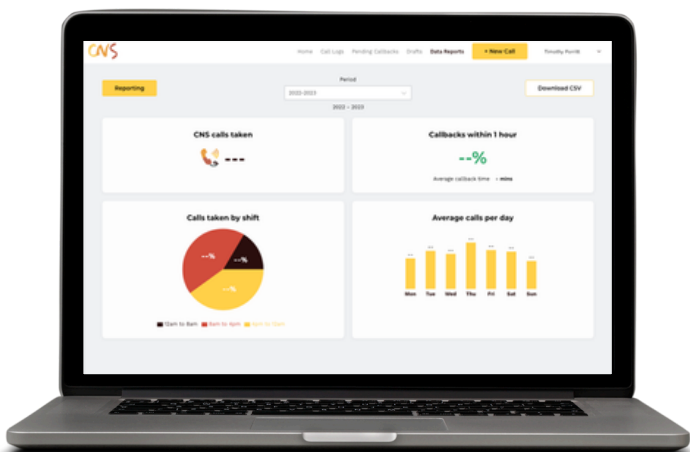 CNS
Home Call Logs Pending Callbacks Drafts Data Reports + New Call Timothy Perritt
Reporting
Period
2022-2023
2022 - 2023
Download CSV
CNS calls taken
---
Callbacks within 1 hour
--%
Average callback time - mins
Calls taken by shift
--%
--%
--%
12am to 8am 8am to 4pm 4pm to 12am
Average calls per day
-- -- -- -- -- -- --
Mon Tue Wed Thu Fri Sat Sun